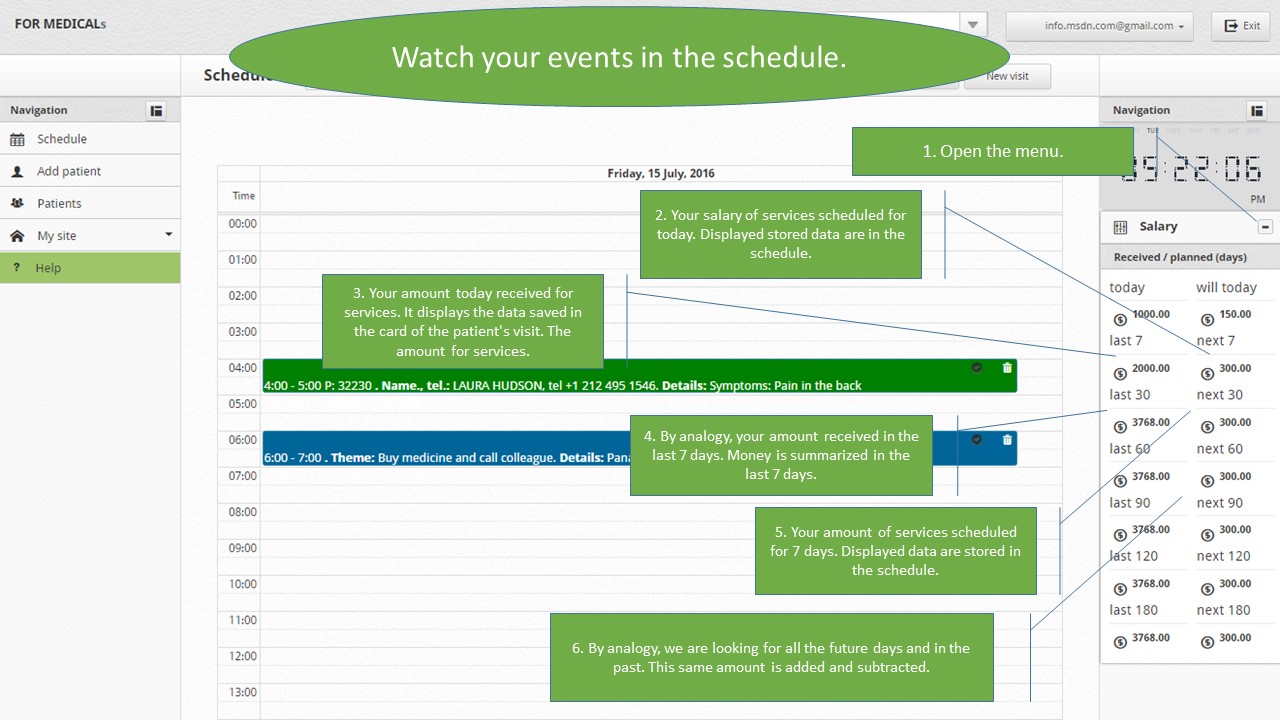 FOR MEDICALs
info.msdn.com@gmail.com
Exit
Watch your events in the schedule.
New visit
Navigation
Schedule
Add patient
Patients
My site
? Help
Friday, 15 July, 2016
Time
00:00
01:00
02:00
03:00
04:00
05:00
06:00
07:00
08:00
09:00
10:00
11:00
12:00
13:00
4:00 - 5:00 P: 32230 . Name., tel.: LAURA HUDSON, tel +1 212 495 1546. Details: Symptoms: Pain in the back
6:00 - 7:00 . Theme: Buy medicine and call colleague. Details:
1. Open the menu.
2. Your salary of services scheduled for
today. Displayed stored data are in the
schedule.
3. Your amount today received for
services. It displays the data saved in
the card of the patient's visit. The
amount for services.
4. By analogy, your amount received in the
last 7 days. Money is summarized in the
last 7 days.
5. Your amount of services scheduled
for 7 days. Displayed data are stored in
the schedule.
6. By analogy, we are looking for all the future days and in the
past. This same amount is added and subtracted.
Navigation
TUE
:22:06
PM
Salary
Received / planned (days)
today will today
1000.00 150.00
last 7 next 7
2000.00 300.00
last 30 next 30
3768.00 300.00
last 60 next 60
3768.00 300.00
last 90 next 90
3768.00 300.00
last 120 next 120
3768.00 300.00
last 180 next 180
3768.00 300.00